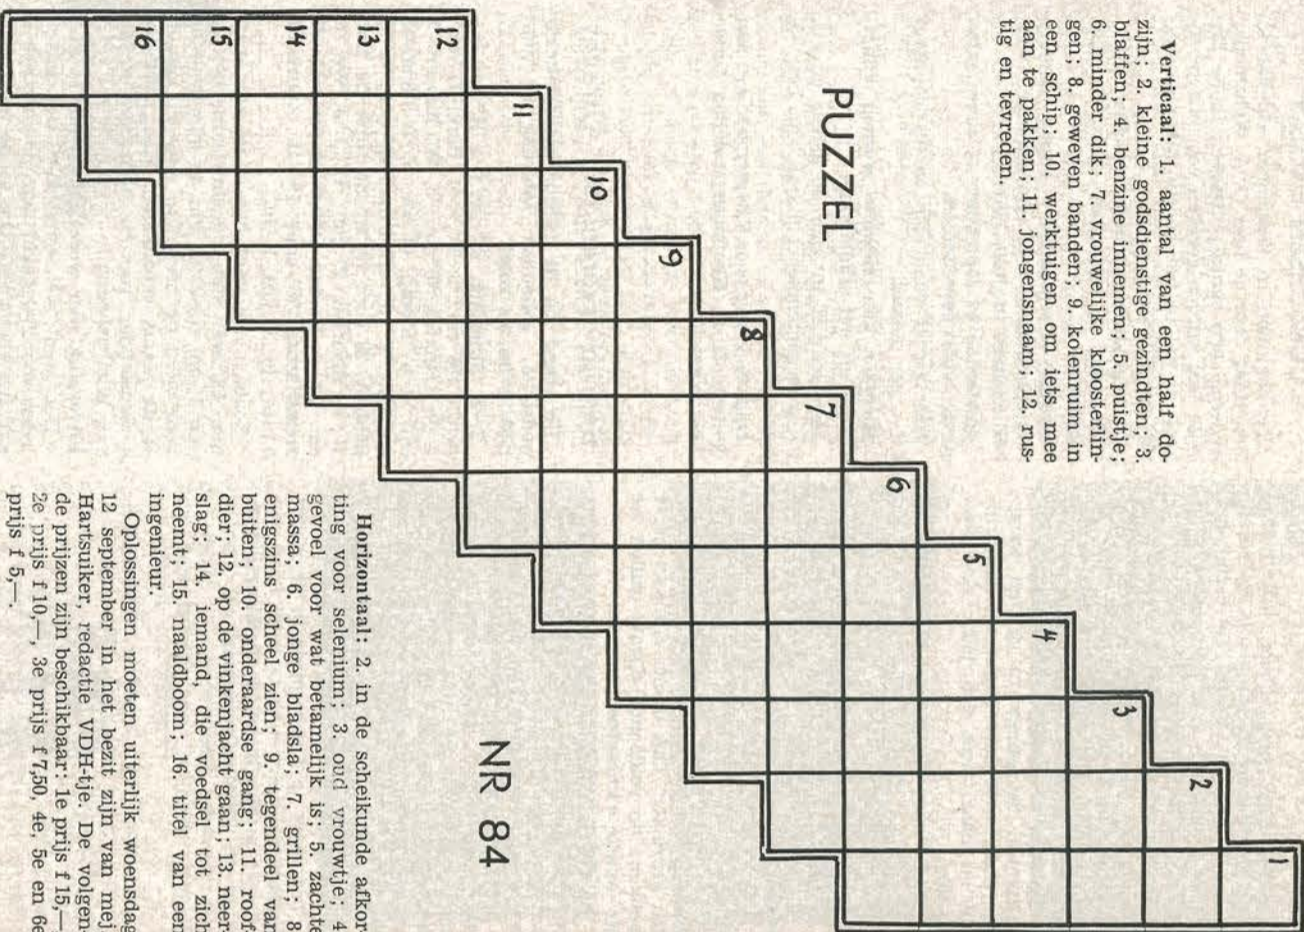 Verticaal: 1. aantal van een half do-
zijn; 2. kleine godsdienstige gezindten; 3.
blaffen; 4. benzine innemen; 5. puistje;
6. minder dik; 7. vrouwelijke kloosterlin-
gen; 8. geweven banden; 9. kolenruim in
een schip; 10. werktuigen om iets mee
aan te pakken; 11. jongensnaam; 12. rus-
tig en tevreden.
PUZZEL
NR 84
1
2
3
4
5
6
7
8
9
10
11
12
13
14
15
16
Horizontaal: 2. in de scheikunde afkor-
ting voor selenium; 3. oud vrouwtje; 4.
gevoel voor wat betamelijk is; 5. zachte
massa; 6. jonge bladsla; 7. grillen; 8
enigszins scheel zien; 9. tegendeel van
buiten; 10. onderaardse gang; 11. roof-
dier; 12. op de vinkenjacht gaan; 13. neer-
slag; 14. iemand, die voedsel tot zich
neemt; 15. naaldboom; 16. titel van een
ingenieur.
Oplossingen moeten uiterlijk woensdag
12 september in het bezit zijn van mej
Hartsuiker, redactie VDH-tje. De volgen-
de prijzen zijn beschikbaar: 1e prijs f 15,—
2e prijs f 10,—, 3e prijs f 7,50, 4e, 5e en 6e
prijs f 5,—.